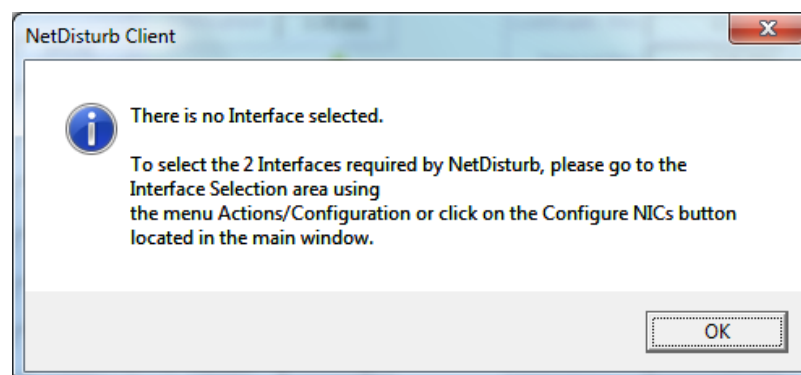 NetDisturb Client
There is no Interface selected.
To select the 2 Interfaces required by NetDisturb, please go to the
Interface Selection area using
the menu Actions/Configuration or click on the Configure NICs button
located in the main window.
OK